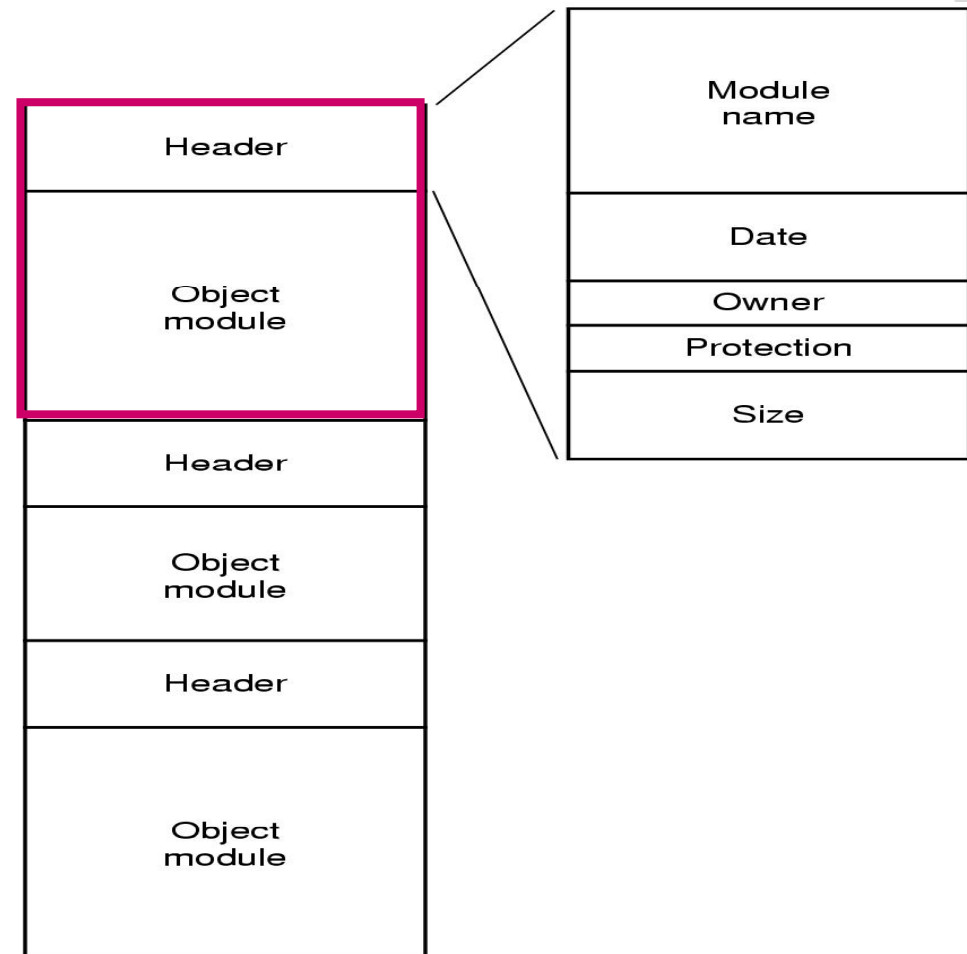 Header
Object
module
Header
Object
module
Header
Object
module
Module
name
Date
Owner
Protection
Size